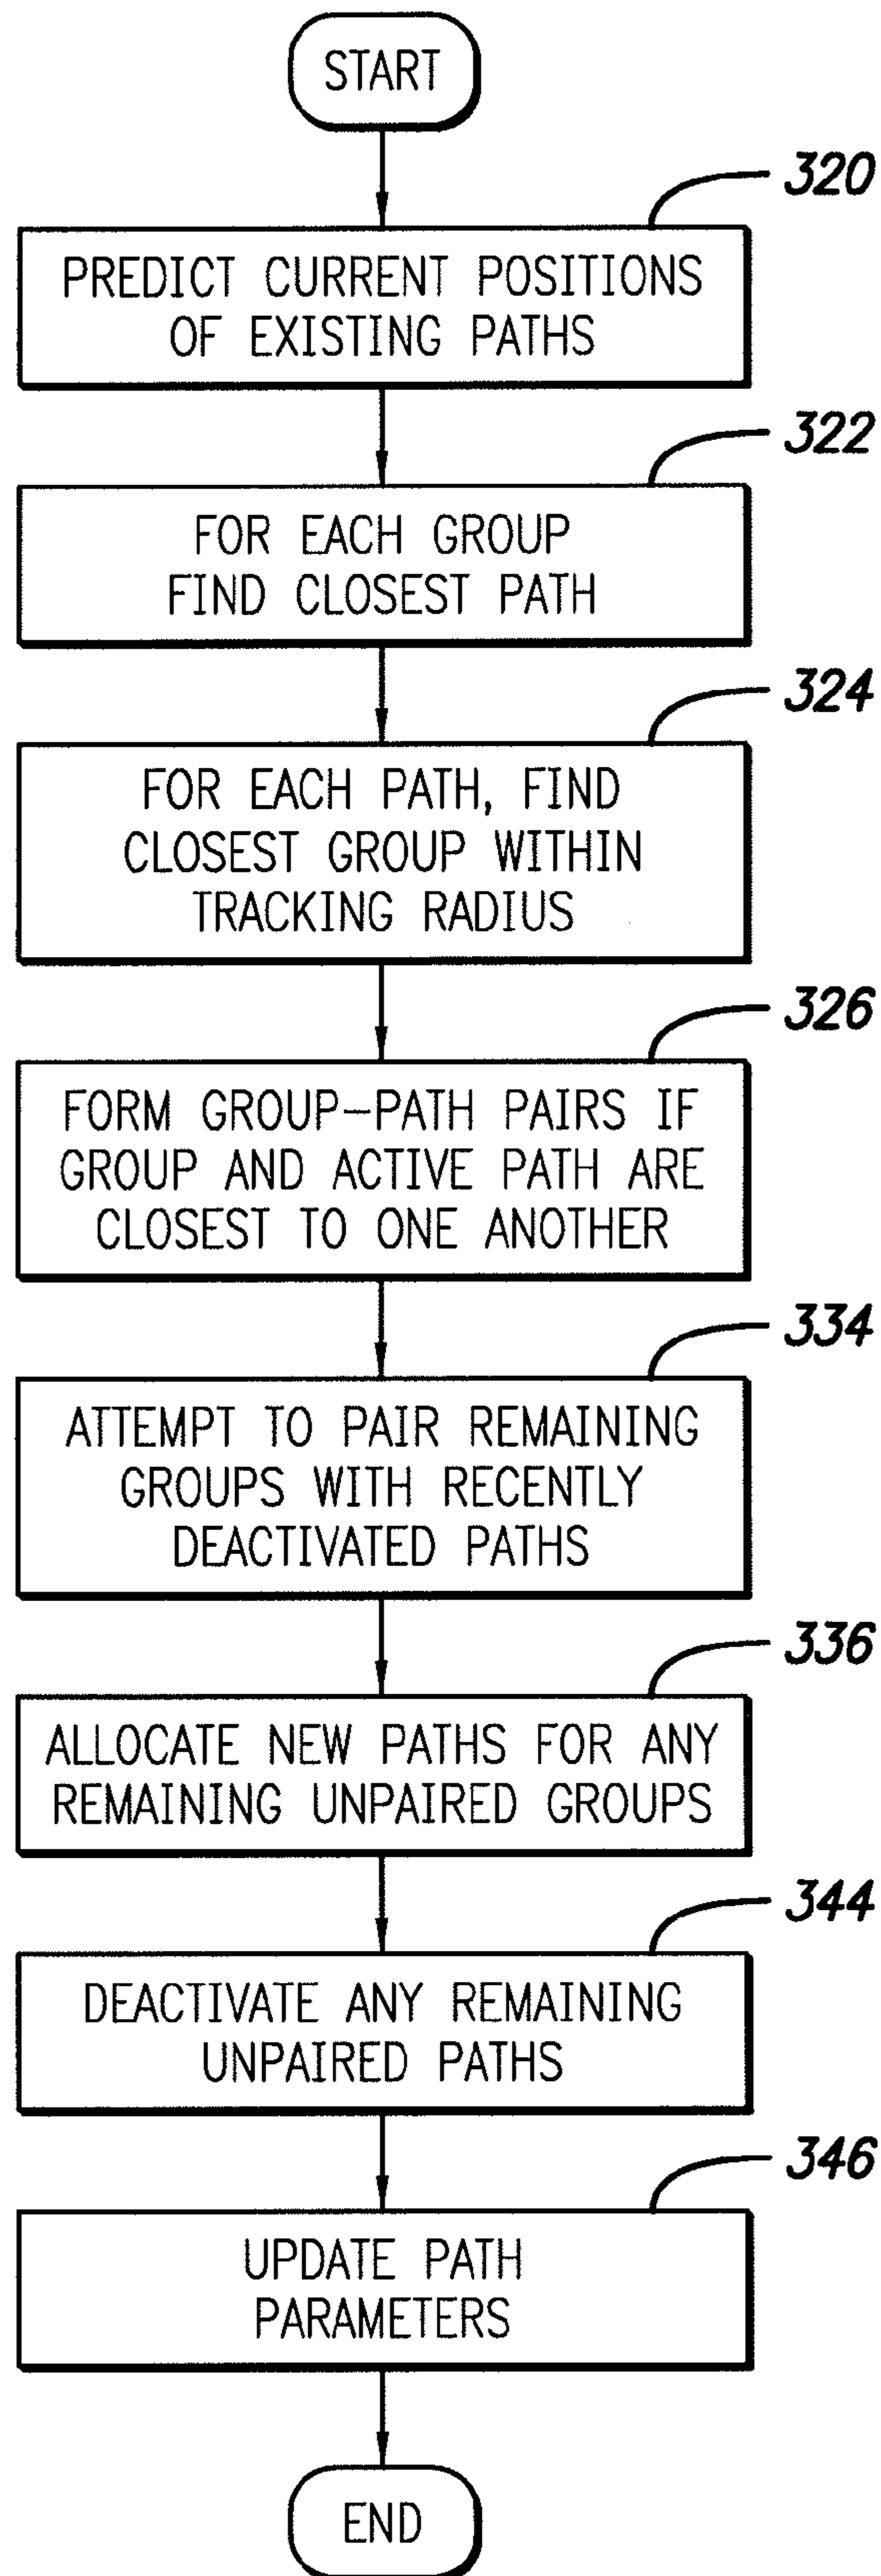 START
320
PREDICT CURRENT POSITIONS
OF EXISTING PATHS
322
FOR EACH GROUP
FIND CLOSEST PATH
324
FOR EACH PATH, FIND
CLOSEST GROUP WITHIN
TRACKING RADIUS
326
FORM GROUP-PATH PAIRS IF
GROUP AND ACTIVE PATH ARE
CLOSEST TO ONE ANOTHER
334
ATTEMPT TO PAIR REMAINING
GROUPS WITH RECENTLY
DEACTIVATED PATHS
336
ALLOCATE NEW PATHS FOR ANY
REMAINING UNPAIRED GROUPS
344
DEACTIVATE ANY REMAINING
UNPAIRED PATHS
346
UPDATE PATH
PARAMETERS
END